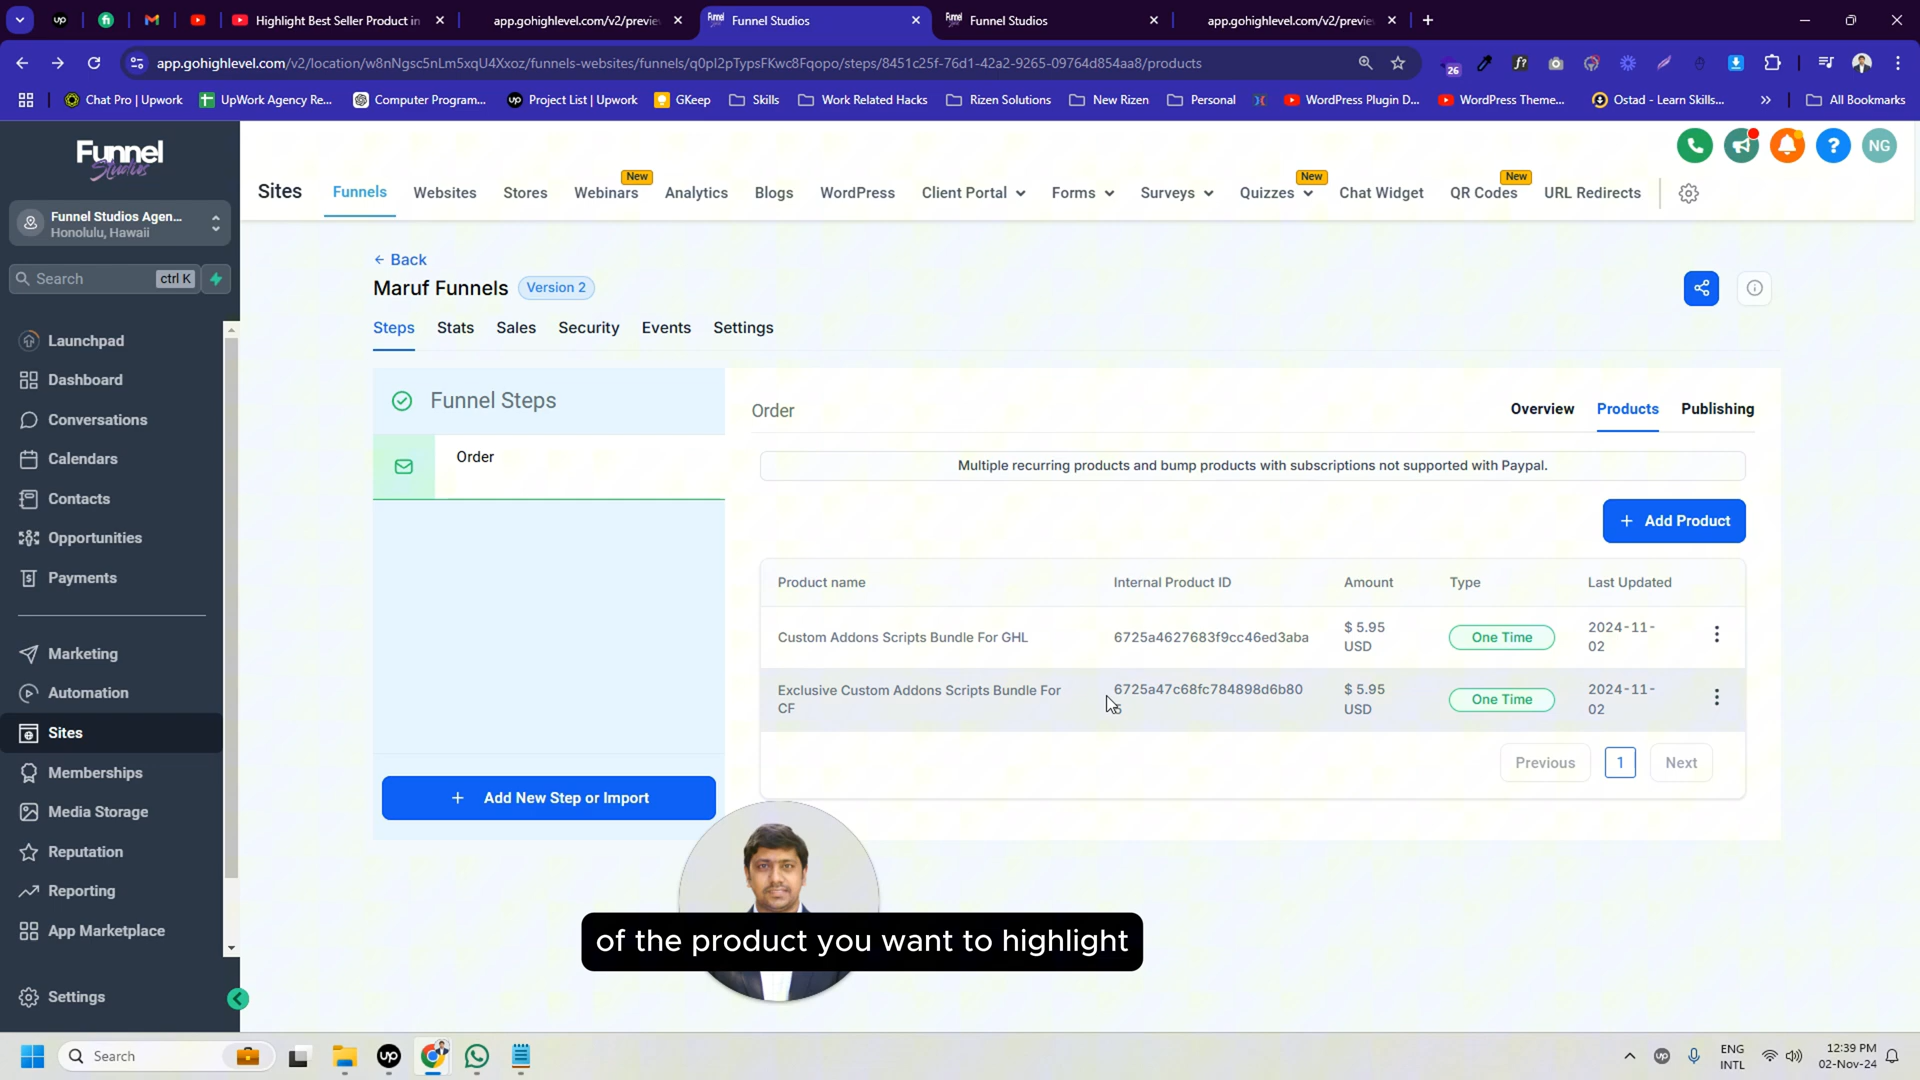 Highlight Best Seller Product in
app.gohighlevel.com/v2/previe
Funnel Studios
Funnel Studios
app.gohighlevel.com/v2/previe
app.gohighlevel.com/v2/location/w8nNgsc5nLm5xqU4Xxoz/funnels-websites/funnels/q0pI2pTypsFKwc8Fqopo/steps/8451c25f-76d1-42a2-9265-09764d854aa8/products
26
Chat Pro | Upwork
UpWork Agency Re...
Computer Program...
Project List | Upwork
GKeep
Skills
Work Related Hacks
Rizen Solutions
New Rizen
Personal
WordPress Plugin D...
WordPress Theme...
Ostad - Learn Skills...
»
All Bookmarks
Funnel
Studios
NG
Sites
Funnels
Websites
Stores
Webinars
New
Analytics
Blogs
WordPress
Client Portal
Forms
Surveys
Quizzes
New
Chat Widget
QR Codes
New
URL Redirects
Funnel Studios Agen...
Honolulu, Hawaii
Search
ctrl K
Launchpad
Dashboard
Conversations
Calendars
Contacts
Opportunities
Payments
Marketing
Automation
Sites
Memberships
Media Storage
Reputation
Reporting
App Marketplace
Settings
← Back
Maruf Funnels
Version 2
Steps
Stats
Sales
Security
Events
Settings
Funnel Steps
Order
+ Add New Step or Import
Order
Overview
Products
Publishing
Multiple recurring products and bump products with subscriptions not supported with Paypal.
+ Add Product
Product name
Internal Product ID
Amount
Type
Last Updated
Custom Addons Scripts Bundle For GHL
6725a4627683f9cc46ed3aba
$ 5.95
USD
One Time
2024-11-
02
Exclusive Custom Addons Scripts Bundle For
CF
6725a47c68fc784898d6b80
$ 5.95
USD
One Time
2024-11-
02
Previous
1
Next
of the product you want to highlight
Search
up
ENG
INTL
12:39 PM
02-Nov-24